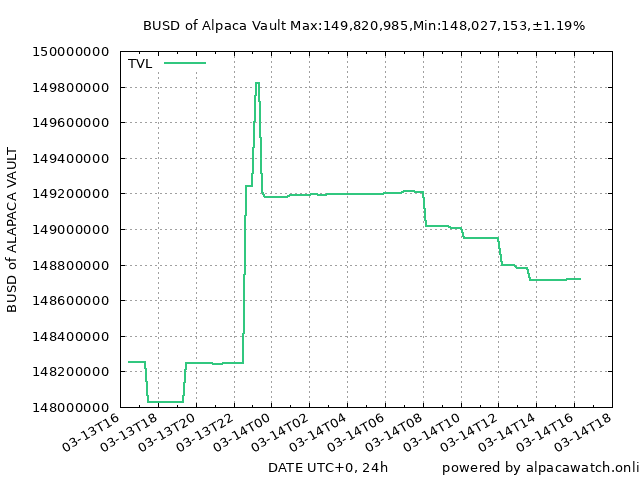 BUSD of Alpaca Vault Max:149,820,985,Min:148,027,153,±1.19%
TVL
150000000
149800000
149600000
149400000
149200000
149000000
148800000
148600000
148400000
148200000
148000000
BUSD of ALAPACA VAULT
03-13T16
03-13T18
03-13T20
03-13T22
03-14T00
03-14T02
03-14T04
03-14T06
03-14T08
03-14T10
03-14T12
03-14T14
03-14T16
03-14T18
DATE UTC+0, 24h
powered by alpacawatch.onli